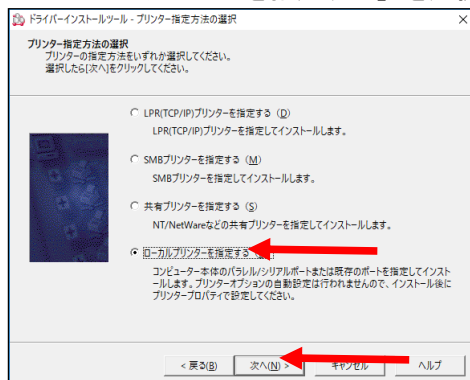 ドライバーインストールツール - プリンター指定方法の選択
プリンター指定方法の選択
プリンターの指定方法をいずれか選択してください。
選択したら[次へ]をクリックしてください。
LPR(TCP/IP)プリンターを指定する (D)
LPR(TCP/IP)プリンターを指定してインストールします。
SMBプリンターを指定する (M)
SMBプリンターを指定してインストールします。
共有プリンターを指定する (S)
NT/NetWareなどの共有プリンターを指定してインストールします。
ローカルプリンターを指定する
コンピューター本体のパラレル/シリアルポートまたは既存のポートを指定してインスト
ールします。プリンターオプションの自動設定は行われませんので、インストール後に
プリンタープロパティで設定してください。
< 戻る(B) 次へ(N) > キャンセル ヘルプ